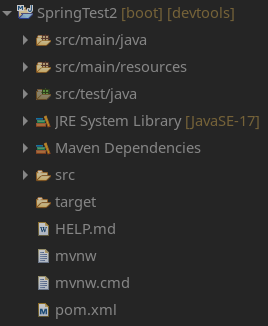 SpringTest2 [boot] [devtools]
src/main/java
src/main/resources
src/test/java
JRE System Library [JavaSE-17]
Maven Dependencies
src
target
HELP.md
mvnw
mvnw.cmd
pom.xml